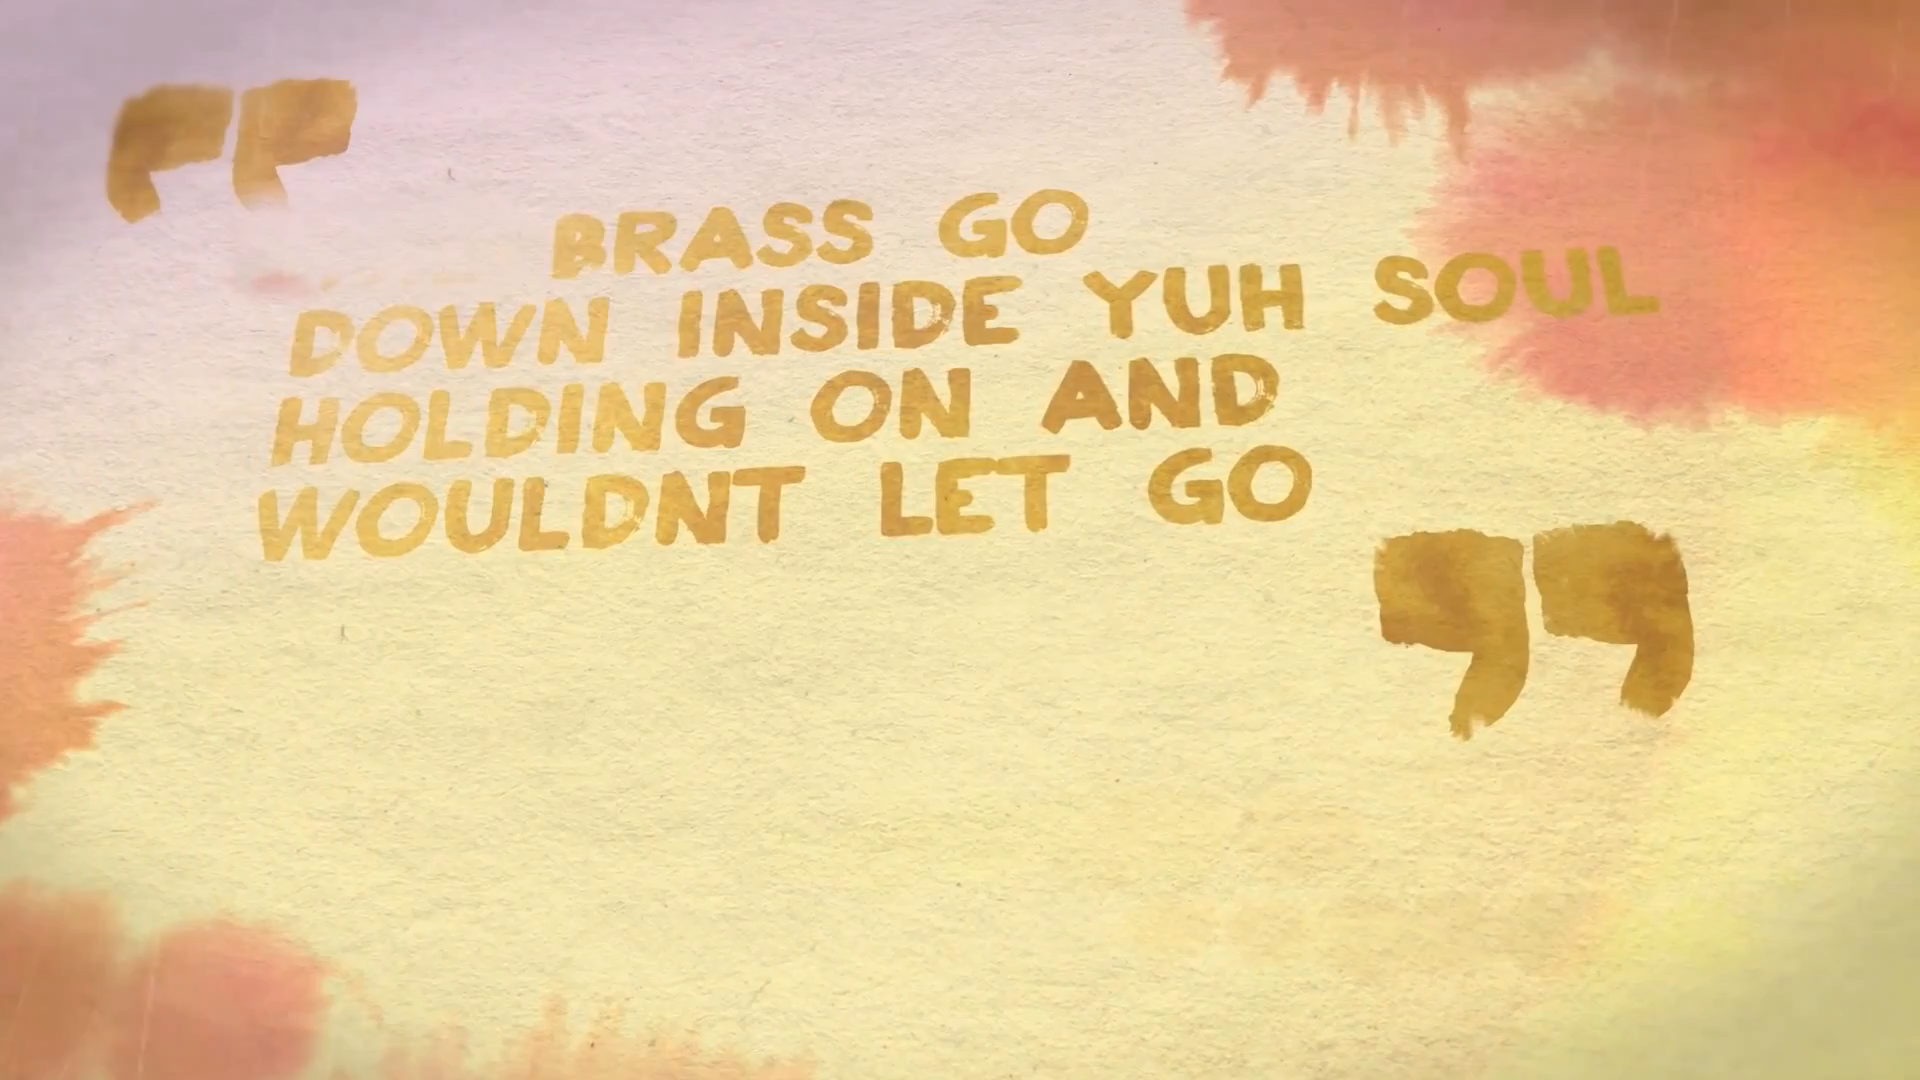 “
BRASS GO
DOWN INSIDE YUH SOUL
HOLDING ON AND
WOULDNT LET GO
”